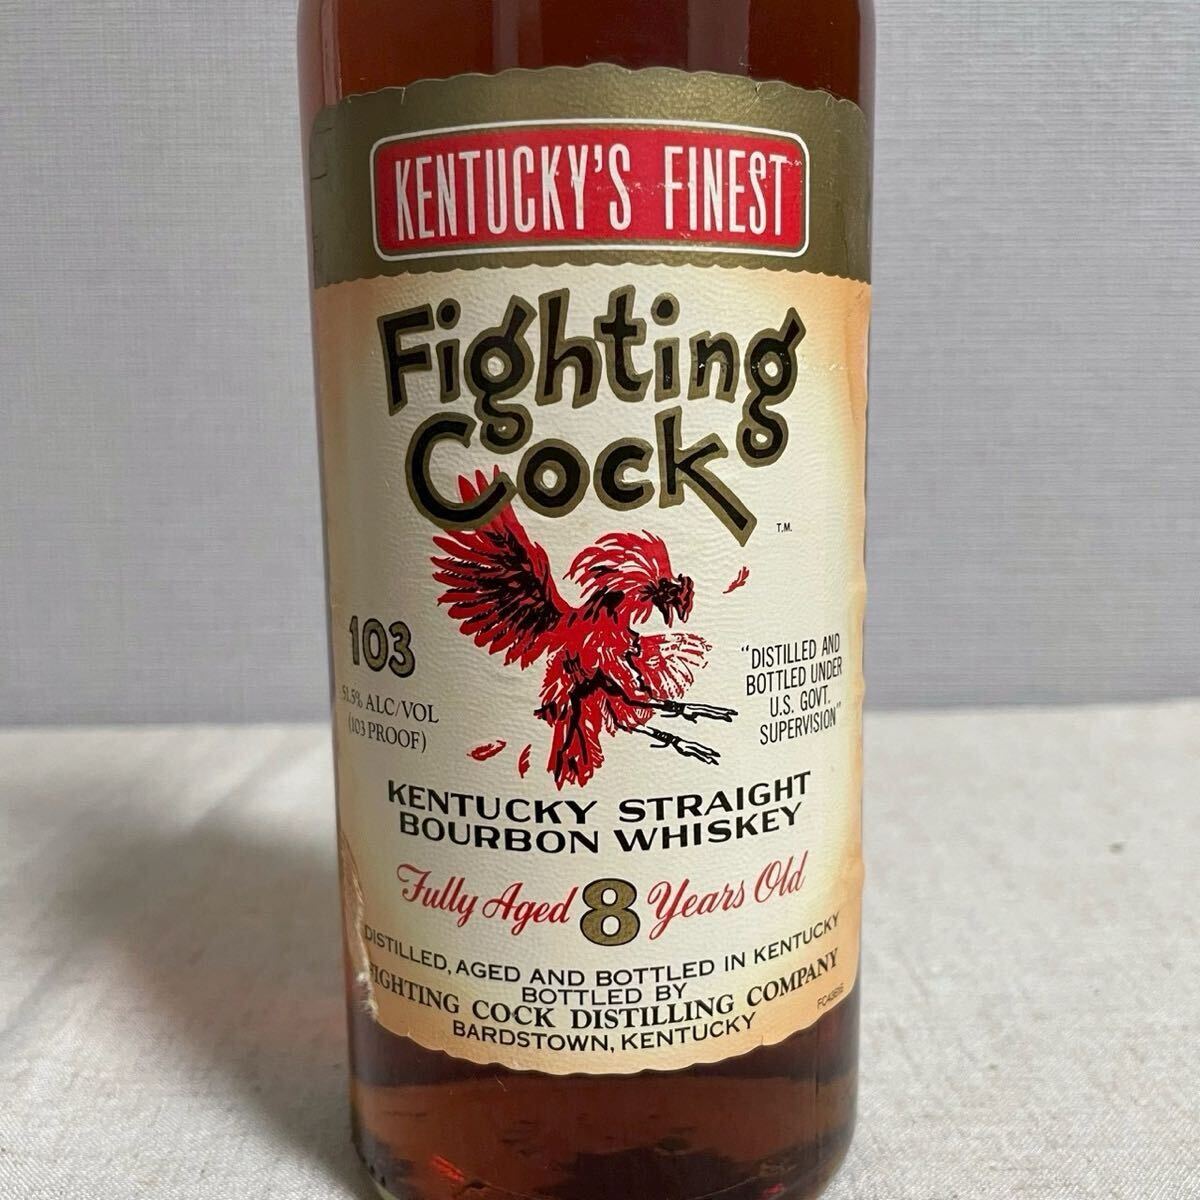 KENTUCKY'S FINEST
Fighting
Cock
T.M.
103
51.5% ALC/VOL
(103 PROOF)
"DISTILLED AND
BOTTLED UNDER
U.S. GOVT.
SUPERVISION"
KENTUCKY STRAIGHT
BOURBON WHISKEY
Fully Aged 8 Years Old
DISTILLED, AGED AND BOTTLED IN KENTUCKY
BOTTLED BY
FIGHTING COCK DISTILLING COMPANY
BARDSTOWN, KENTUCKY